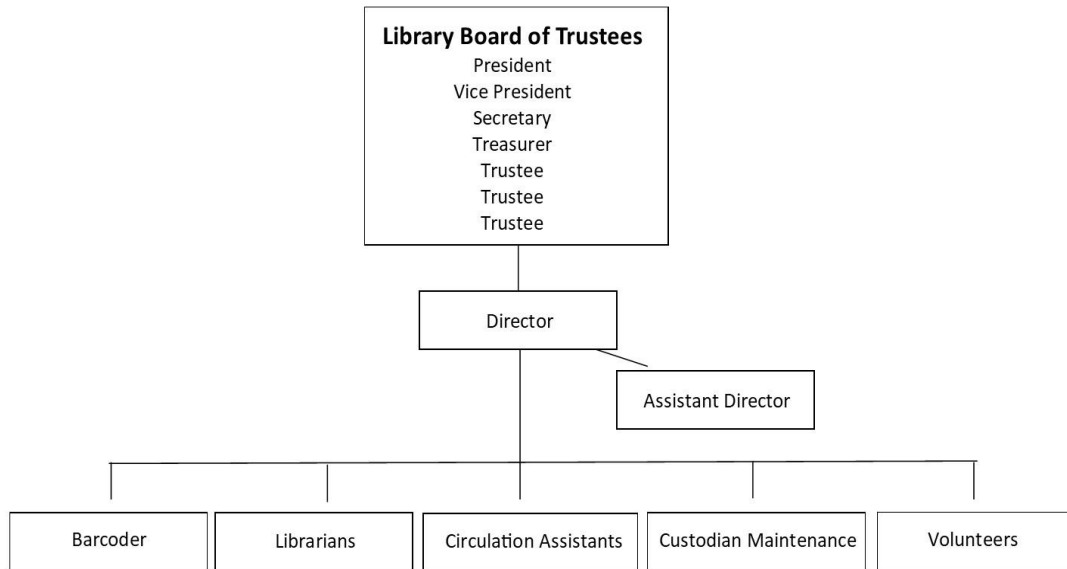 Library Board of Trustees
President
Vice President
Secretary
Treasurer
Trustee
Trustee
Trustee
Director
Assistant Director
Barcoder
Librarians
Circulation Assistants
Custodian Maintenance
Volunteers